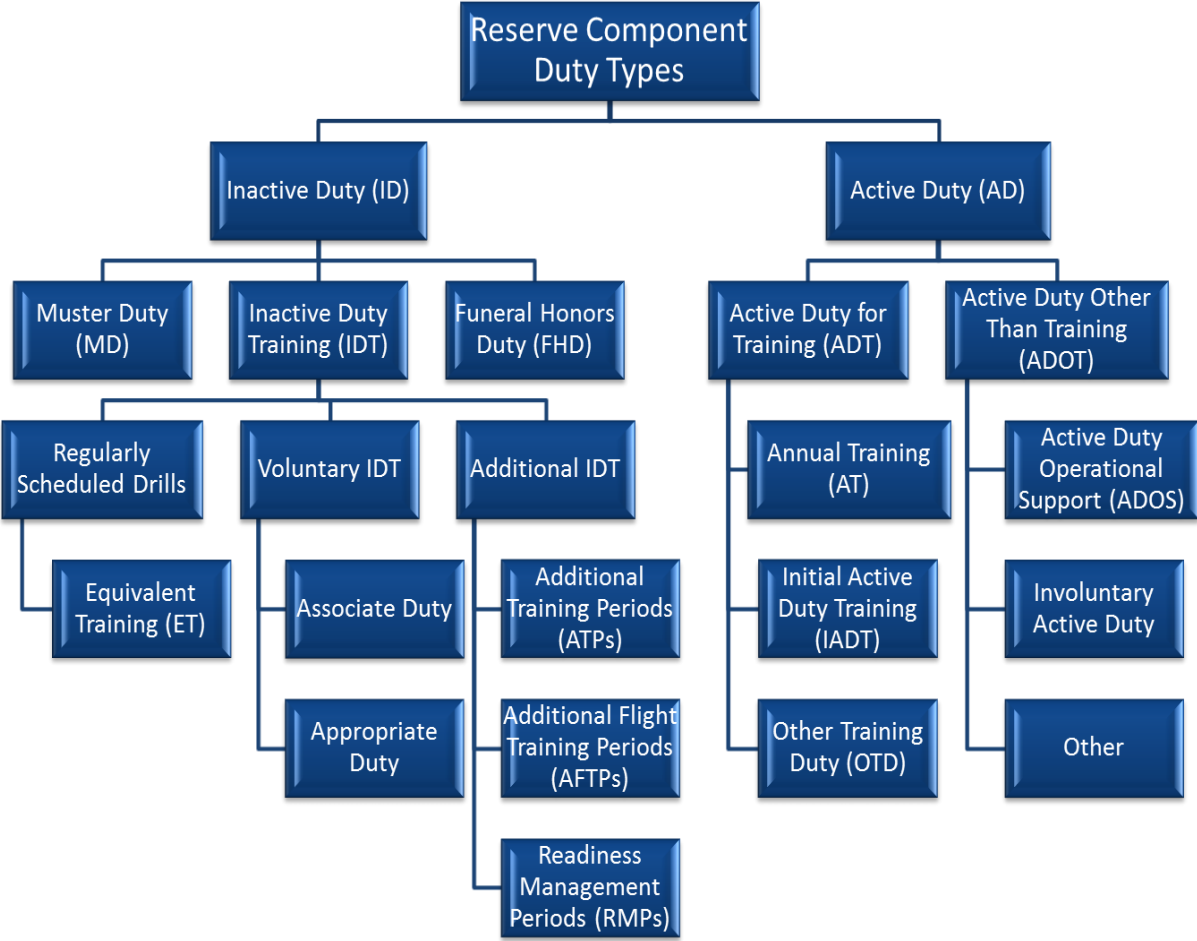 Reserve Component
Duty Types
Inactive Duty (ID)
Active Duty (AD)
Muster Duty
(MD)
Inactive Duty
Training (IDT)
Funeral Honors
Duty (FHD)
Active Duty for
Training (ADT)
Active Duty Other
Than Training
(ADOT)
Regularly
Scheduled Drills
Voluntary IDT
Additional IDT
Annual Training
(AT)
Active Duty
Operational
Support (ADOS)
Equivalent
Training (ET)
Associate Duty
Additional
Training Periods
(ATPs)
Initial Active
Duty Training
(IADT)
Involuntary
Active Duty
Appropriate
Duty
Additional Flight
Training Periods
(AFTPs)
Other Training
Duty (OTD)
Other
Readiness
Management
Periods (RMPs)